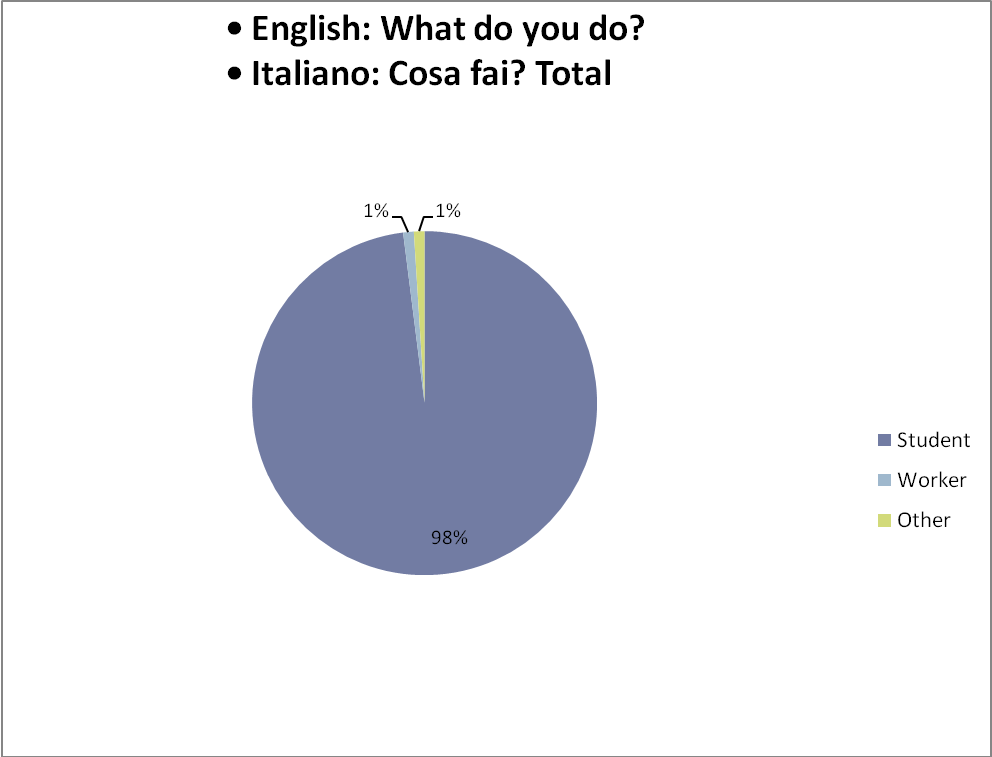 • English: What do you do?
• Italiano: Cosa fai? Total
1%
1%
98%
Student
Worker
Other